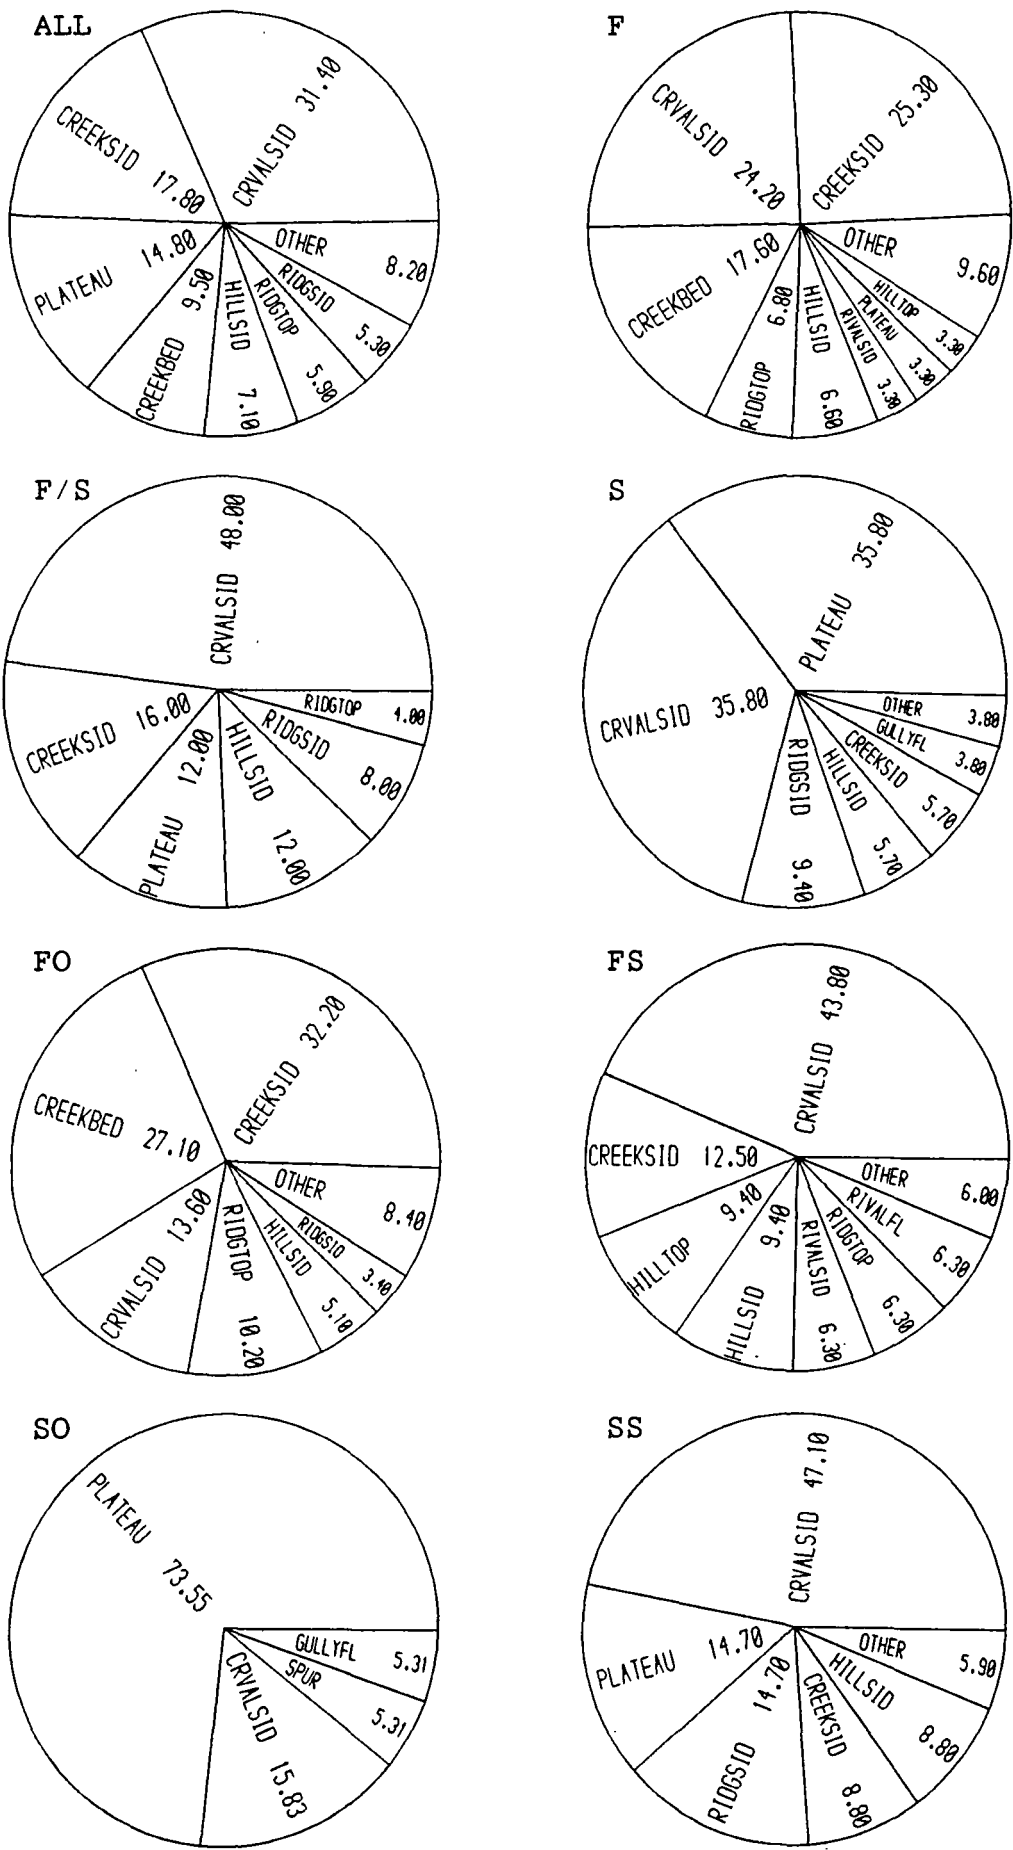 ALL
CRVALSID 31.40
CREEKSID 17.80
PLATEAU 14.80
CREEKBED 9.50
HILLSID 7.10
RIDGTOP 5.90
RIDGSID 5.30
OTHER 8.20
F
CREEKSID 25.30
CRVALSID 24.20
CREEKBED 17.60
RIDGTOP 6.80
HILLSID 6.60
RIVALSID 3.30
PLATEAU 3.30
HILLTOP 3.30
OTHER 9.60
F/S
CRVALSID 48.00
CREEKSID 16.00
PLATEAU 12.00
HILLSID 12.00
RIDGSID 8.00
RIDGTOP 4.00
S
PLATEAU 35.80
CRVALSID 35.80
RIDGSID 9.40
HILLSID 5.70
CREEKSID 5.70
GULLYFL 3.80
OTHER 3.80
FO
CREEKSID 32.20
CREEKBED 27.10
CRVALSID 13.60
RIDGTOP 10.20
HILLSID 5.10
RIDGSID 3.40
OTHER 8.40
FS
CRVALSID 43.80
CREEKSID 12.50
HILLTOP 9.40
HILLSID 9.40
RIVALSID 6.30
RIDGTOP 6.30
RIVALFL 6.30
OTHER 6.00
SO
PLATEAU 73.55
CRVALSID 15.83
SPUR 5.31
GULLYFL 5.31
SS
CRVALSID 47.10
PLATEAU 14.70
RIDGSID 14.70
CREEKSID 8.80
HILLSID 8.80
OTHER 5.90